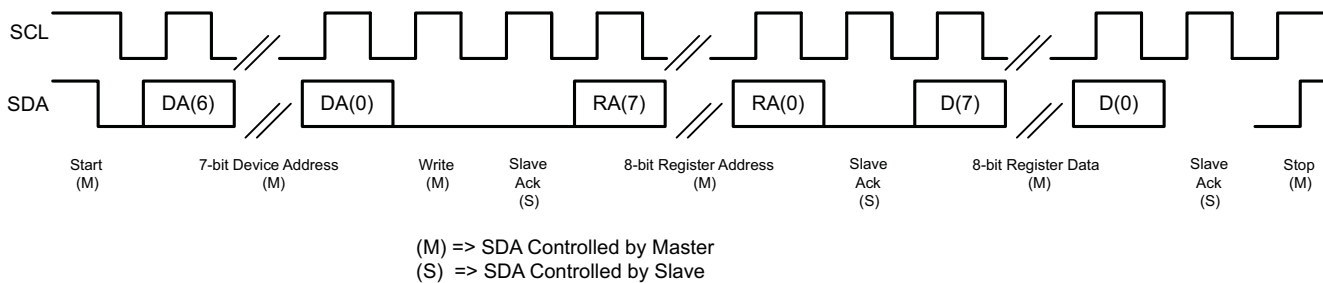 SCL
SDA
DA(6)
DA(0)
RA(7)
RA(0)
D(7)
D(0)
Start
(M)
7-bit Device Address
(M)
Write
(M)
Slave
Ack
(S)
8-bit Register Address
(M)
Slave
Ack
(S)
8-bit Register Data
(M)
Slave
Ack
(S)
Stop
(M)
(M) => SDA Controlled by Master
(S) => SDA Controlled by Slave